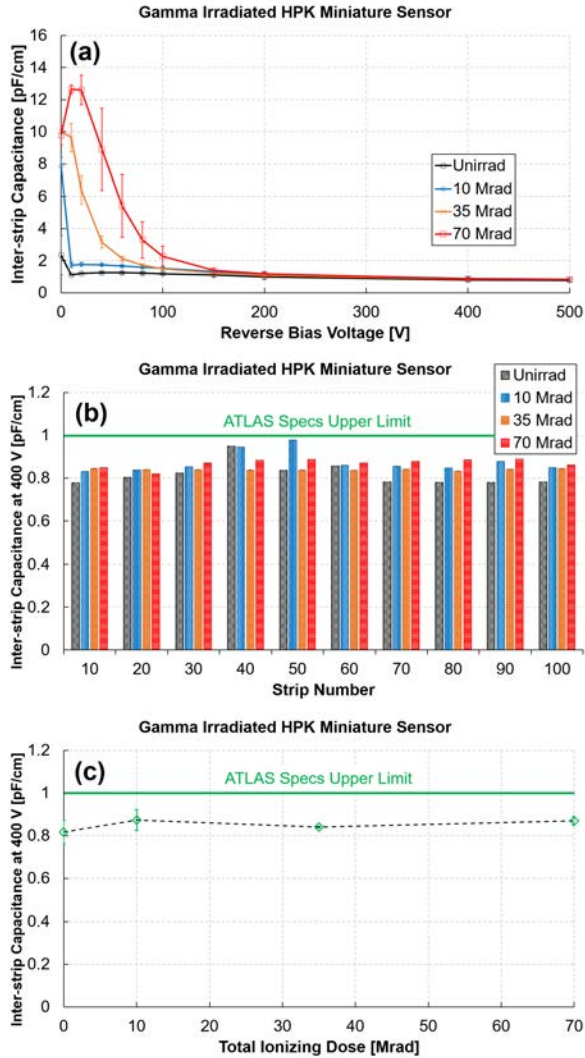 Gamma Irradiated HPK Miniature Sensor
(a)
Inter-strip Capacitance [pF/cm]
16
14
12
10
8
6
4
2
0
Unirrad
10 Mrad
35 Mrad
70 Mrad
0 100 200 300 400 500
Reverse Bias Voltage [V]
Gamma Irradiated HPK Miniature Sensor
(b)
Inter-strip Capacitance at 400 V [pF/cm]
1.2
1
0.8
0.6
0.4
0.2
0
ATLAS Specs Upper Limit
Unirrad
10 Mrad
35 Mrad
70 Mrad
10 20 30 40 50 60 70 80 90 100
Strip Number
Gamma Irradiated HPK Miniature Sensor
(c)
Inter-strip Capacitance at 400 V [pF/cm]
1.2
1
0.8
0.6
0.4
0.2
0
ATLAS Specs Upper Limit
0 10 20 30 40 50 60 70
Total Ionizing Dose [Mrad]